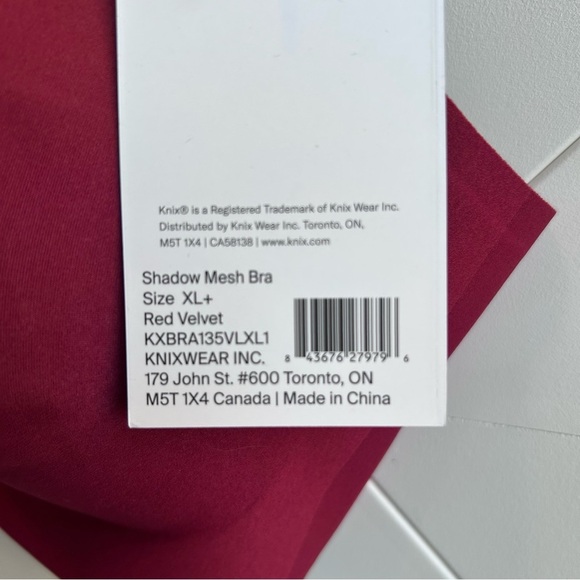 Knix® is a Registered Trademark of Knix Wear Inc.
Distributed by Knix Wear Inc. Toronto, ON,
M5T 1X4 | CA58138 | www.knix.com
Shadow Mesh Bra
Size XL+
Red Velvet
KXBRA135VLXL1
KNIXWEAR INC.
8 43676 27979 6
179 John St. #600 Toronto, ON
M5T 1X4 Canada | Made in China